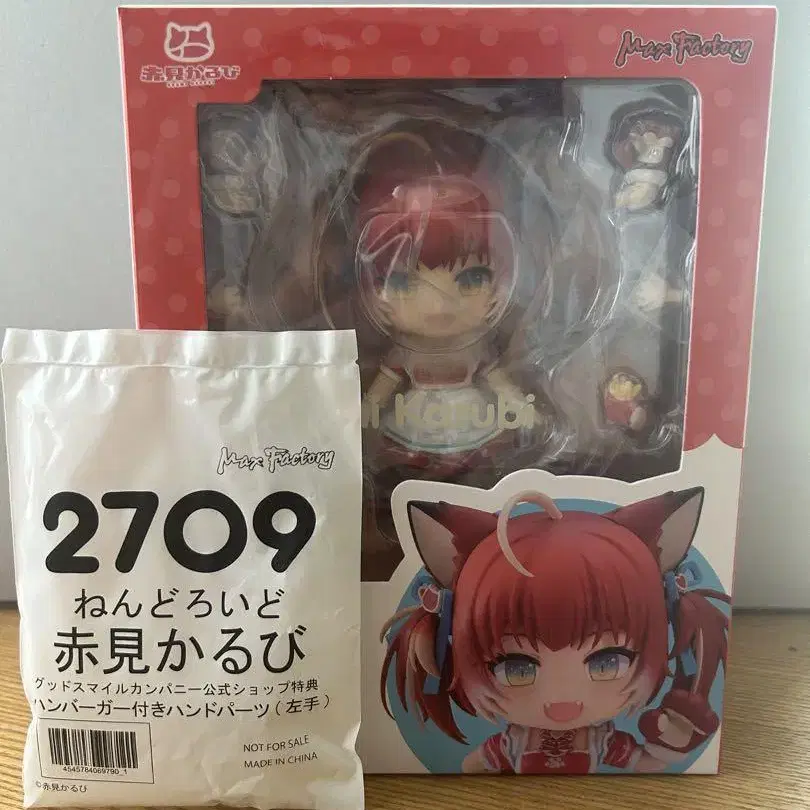 赤見かるび
Max Factory
i Karubi
Max Factory
2709
ねんどろいど
赤見かるび
グッドスマイルカンパニー公式ショップ特典
ハンバーガー付きハンドパーツ（左手）
NOT FOR SALE
MADE IN CHINA
4545784069790_1
©赤見かるび